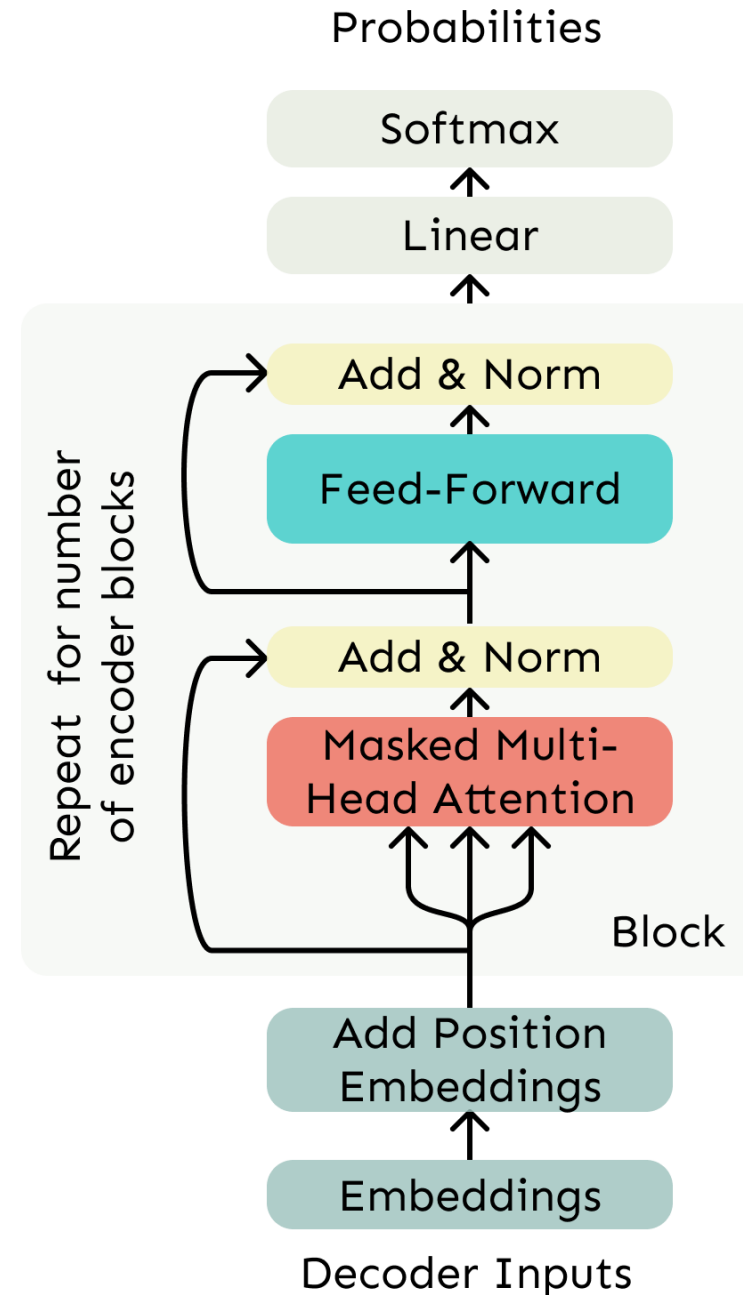 Probabilities
Softmax
Linear
Add & Norm
Feed-Forward
Repeat for number
of encoder blocks
Add & Norm
Masked Multi-
Head Attention
Block
Add Position
Embeddings
Embeddings
Decoder Inputs